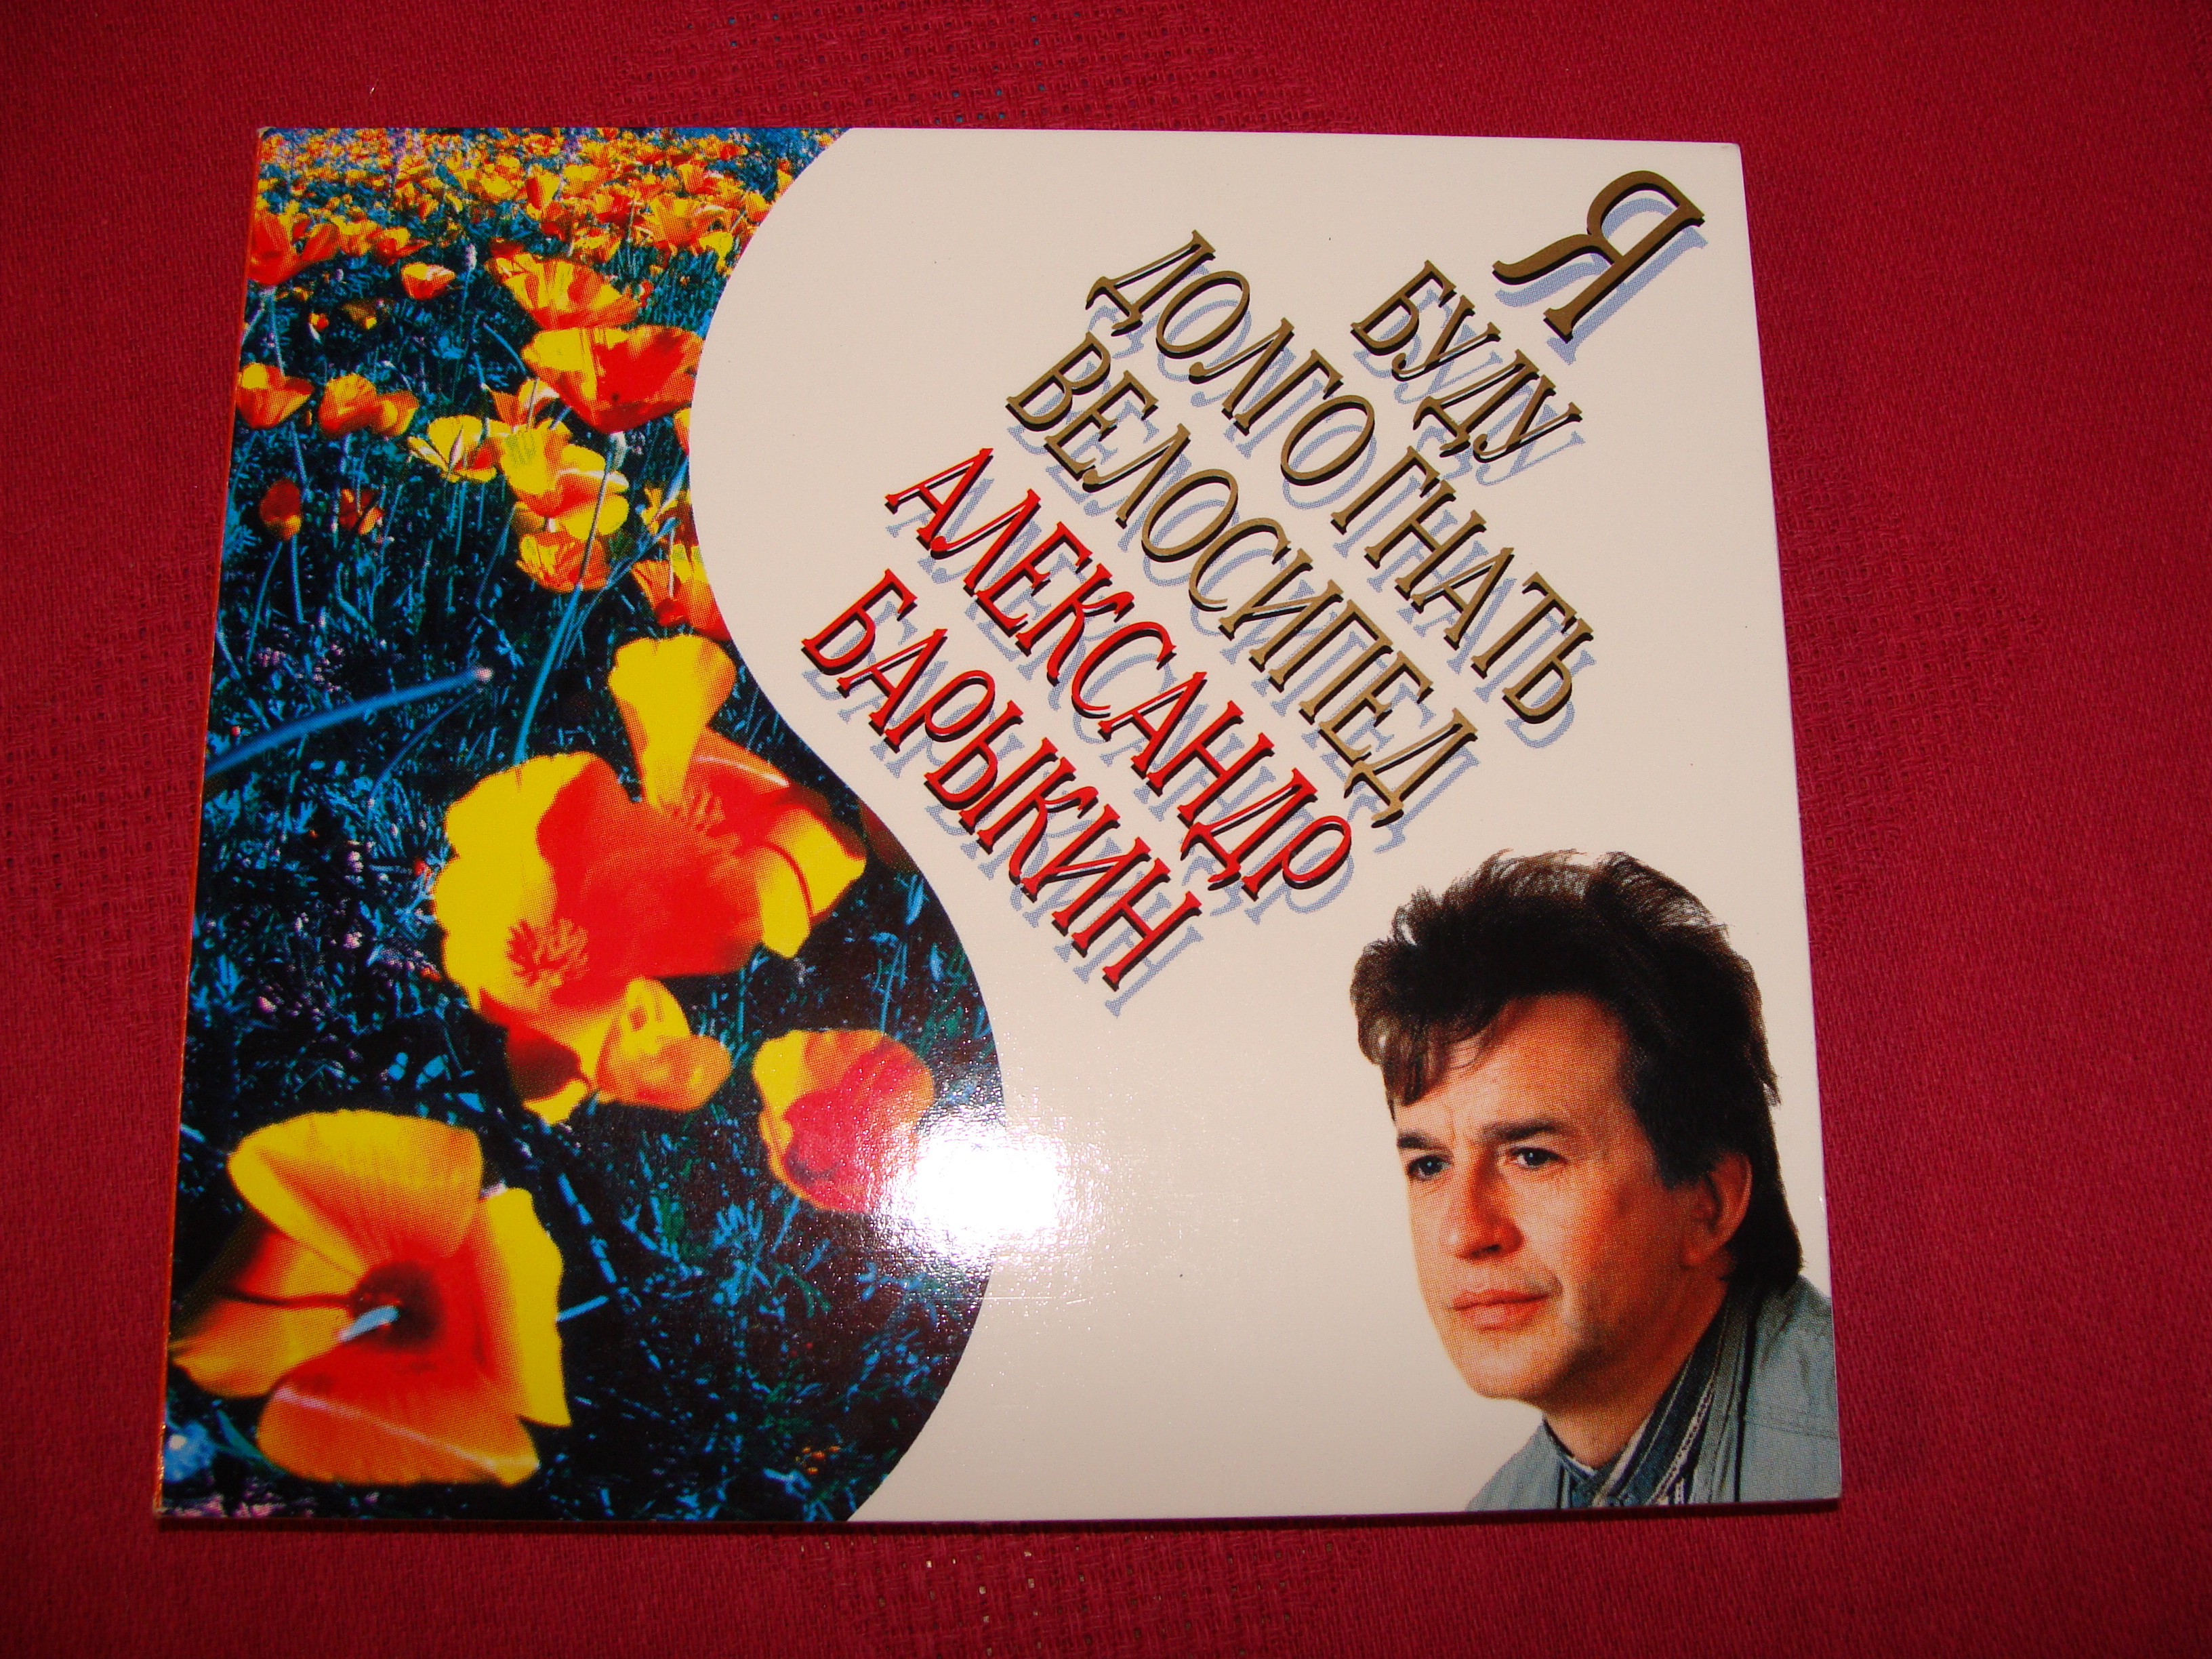 Я
БУДУ
ДОЛГО ГНАТЬ
ВЕЛОСИПЕД
АЛЕКСАНДР
БАРЫКИН